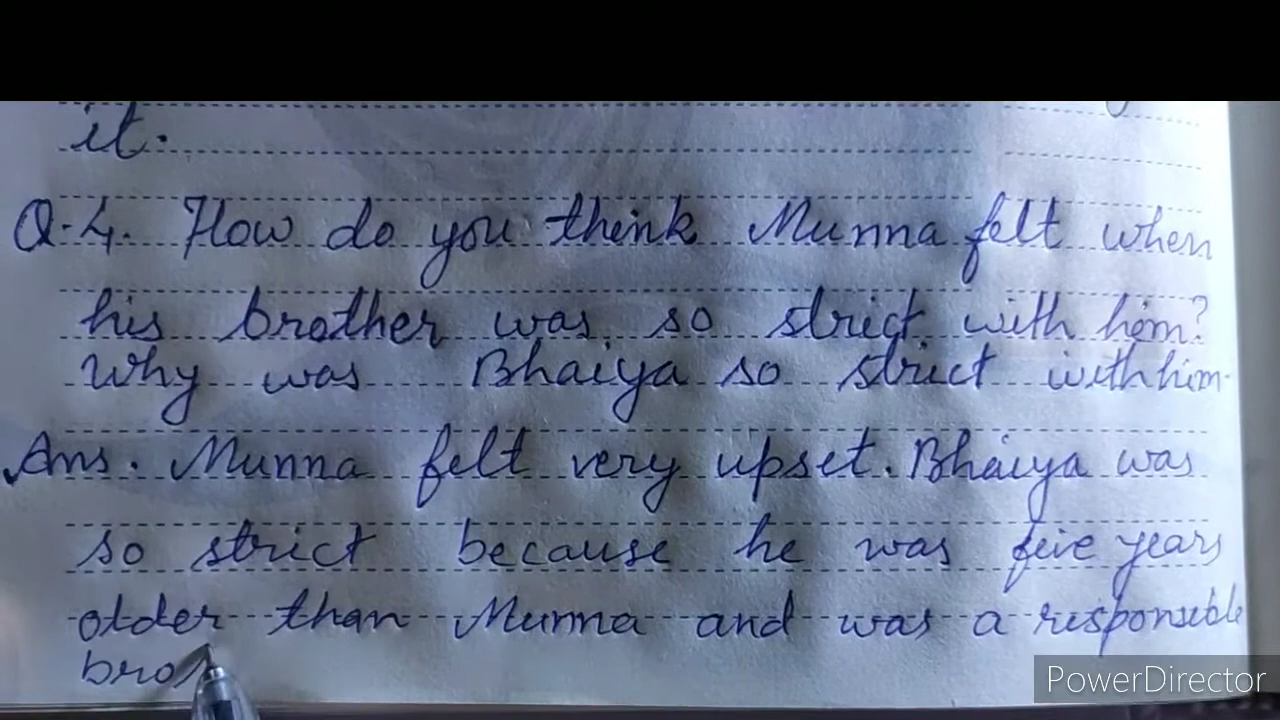 it.
Q.4. How do you think Munna felt when
his brother was so strict with him?
Why was Bhaiya so strict with him.
Ans. Munna felt very upset. Bhaiya was
so strict because he was five years
older than Munna and was a responsible
bro
PowerDirector